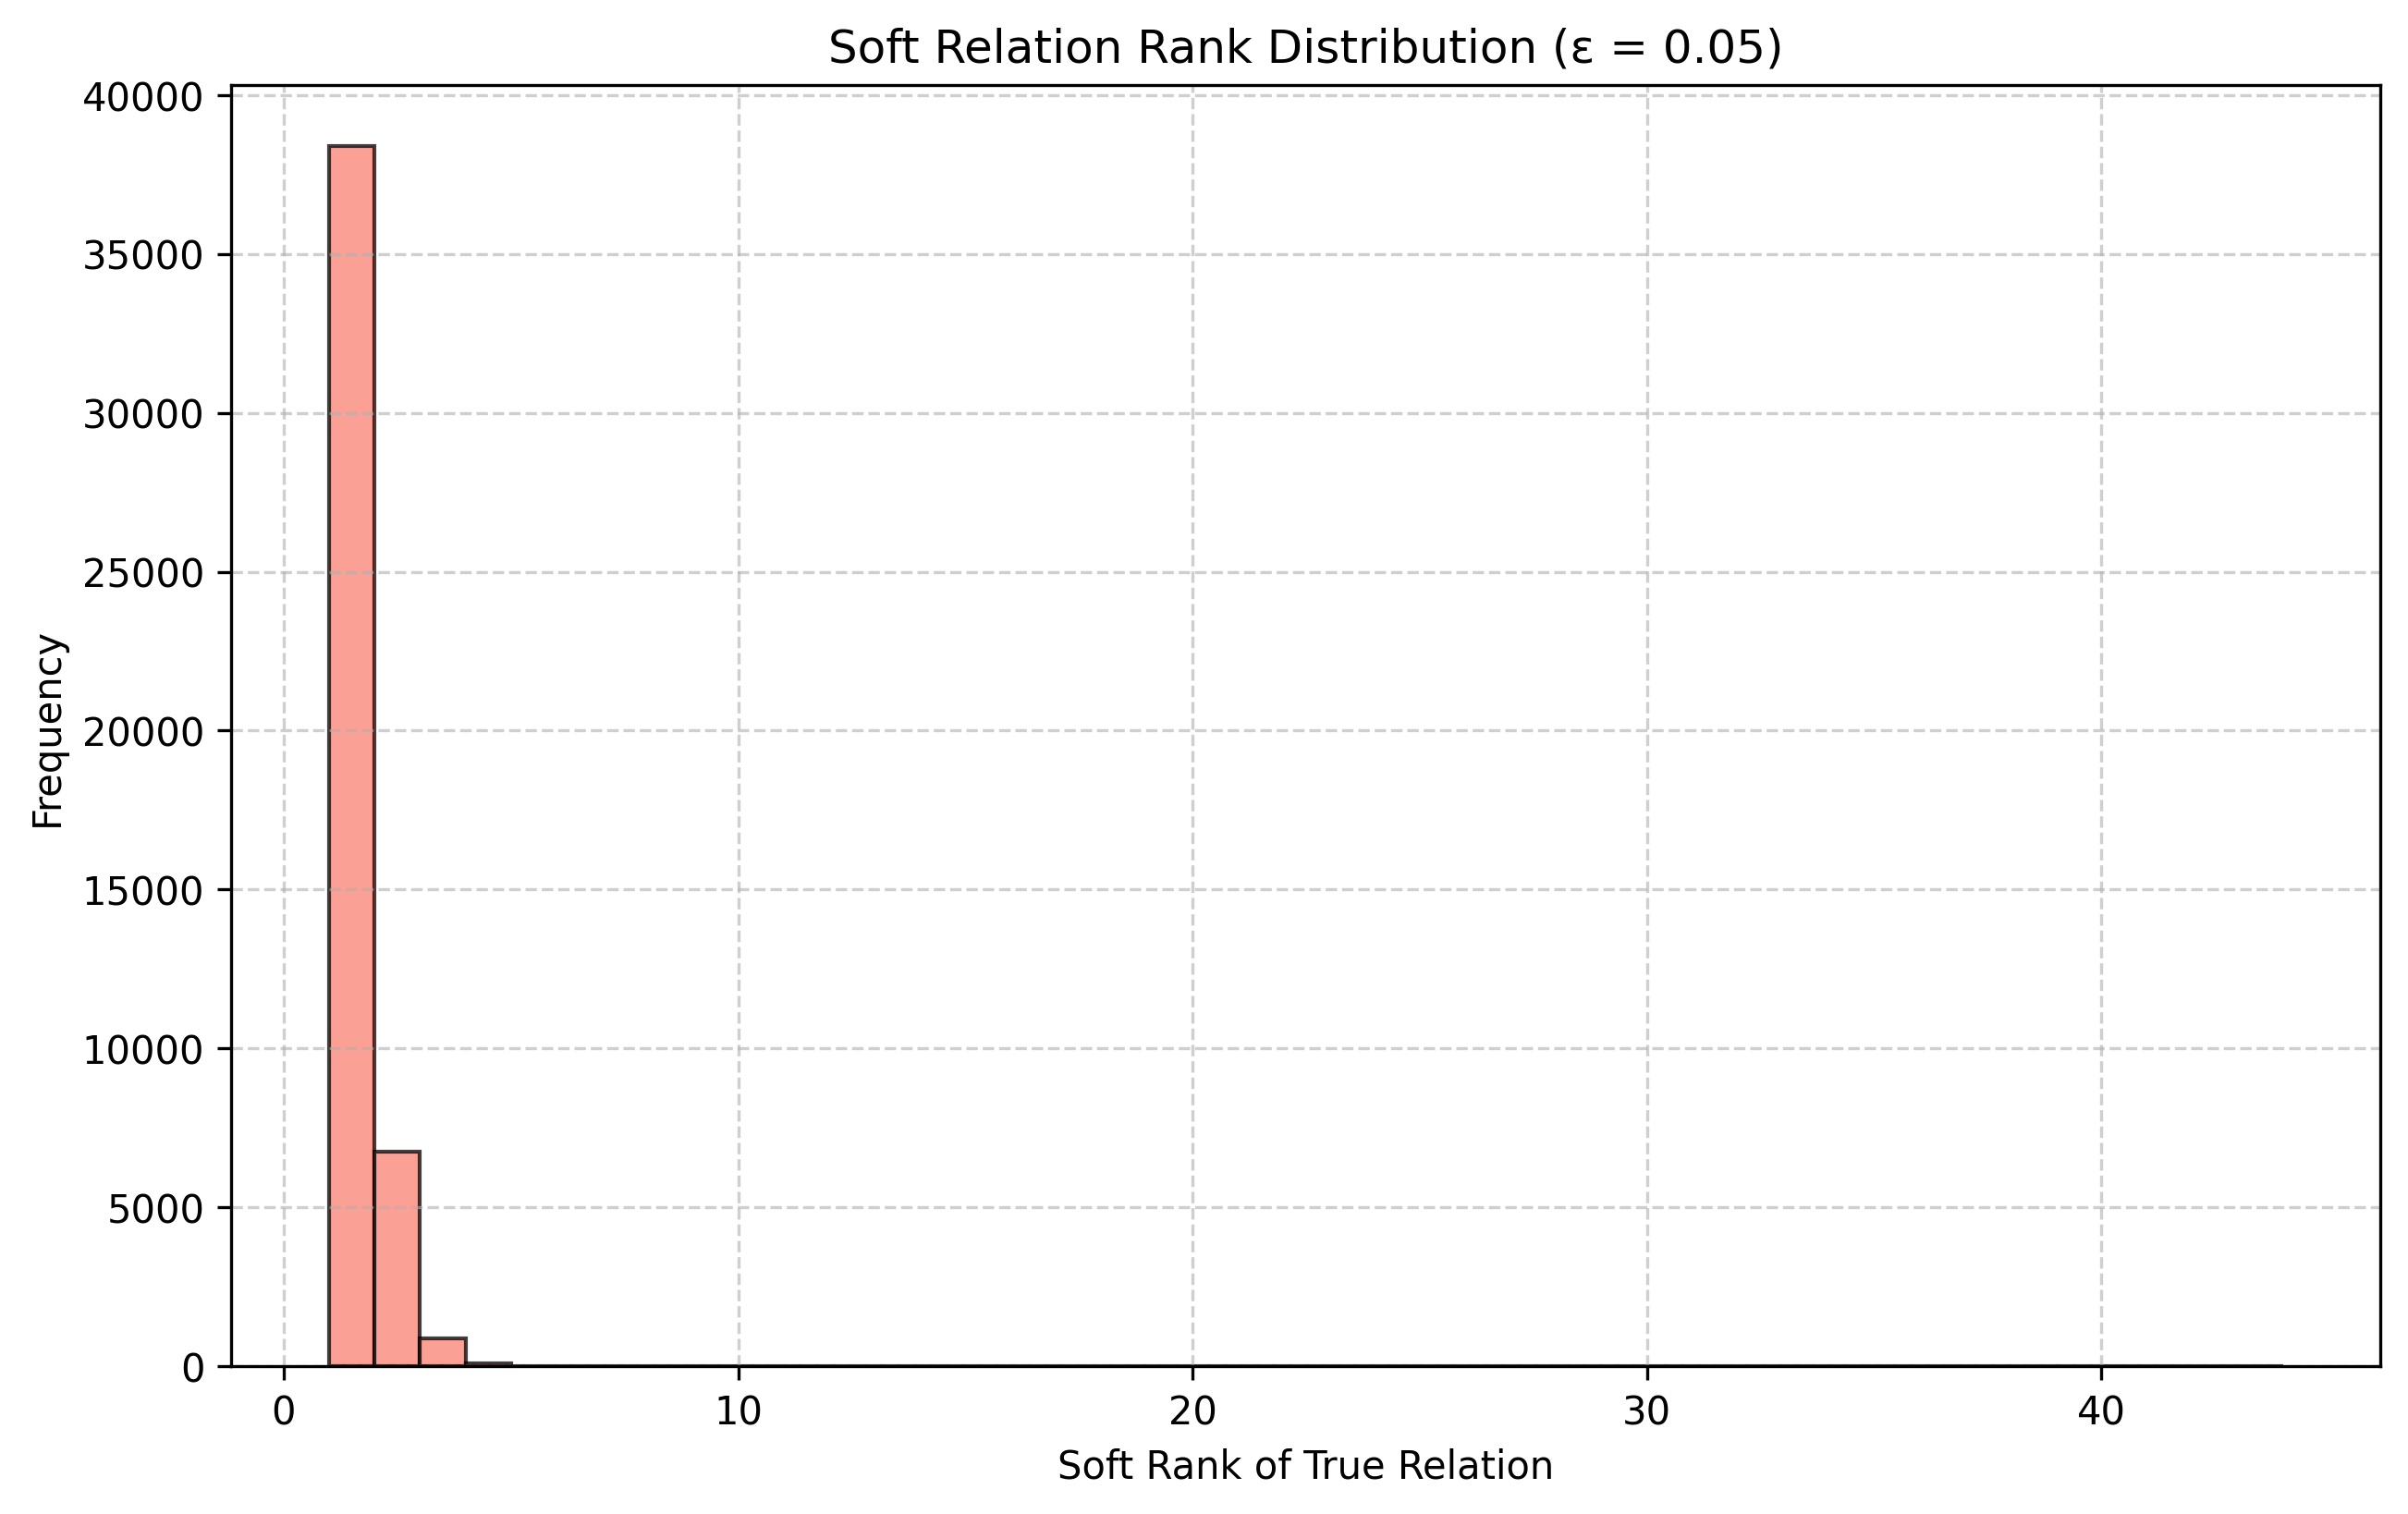 Soft Relation Rank Distribution (ε = 0.05)
40000
35000
30000
25000
20000
15000
10000
5000
0
Frequency
0 10 20 30 40
Soft Rank of True Relation